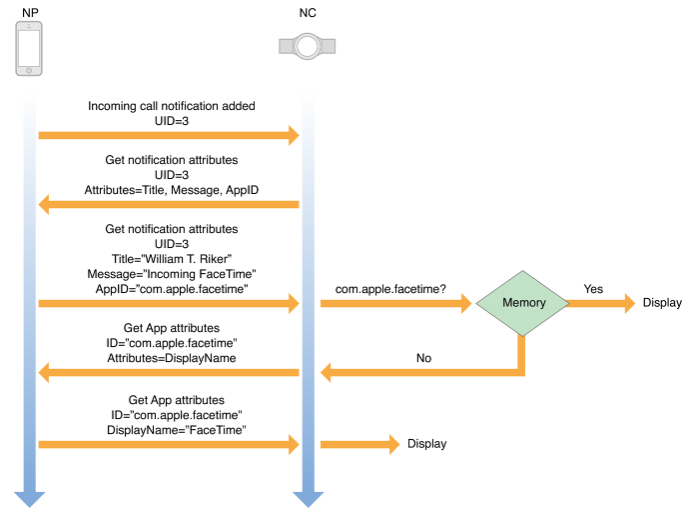 NP
NC
Incoming call notification added
UID=3
Get notification attributes
UID=3
Attributes=Title, Message, AppID
Get notification attributes
UID=3
Title="William T. Riker"
Message="Incoming FaceTime"
AppID="com.apple.facetime"
com.apple.facetime?
Memory
Yes
Display
Get App attributes
ID="com.apple.facetime"
Attributes=DisplayName
No
Get App attributes
ID="com.apple.facetime"
DisplayName="FaceTime"
Display